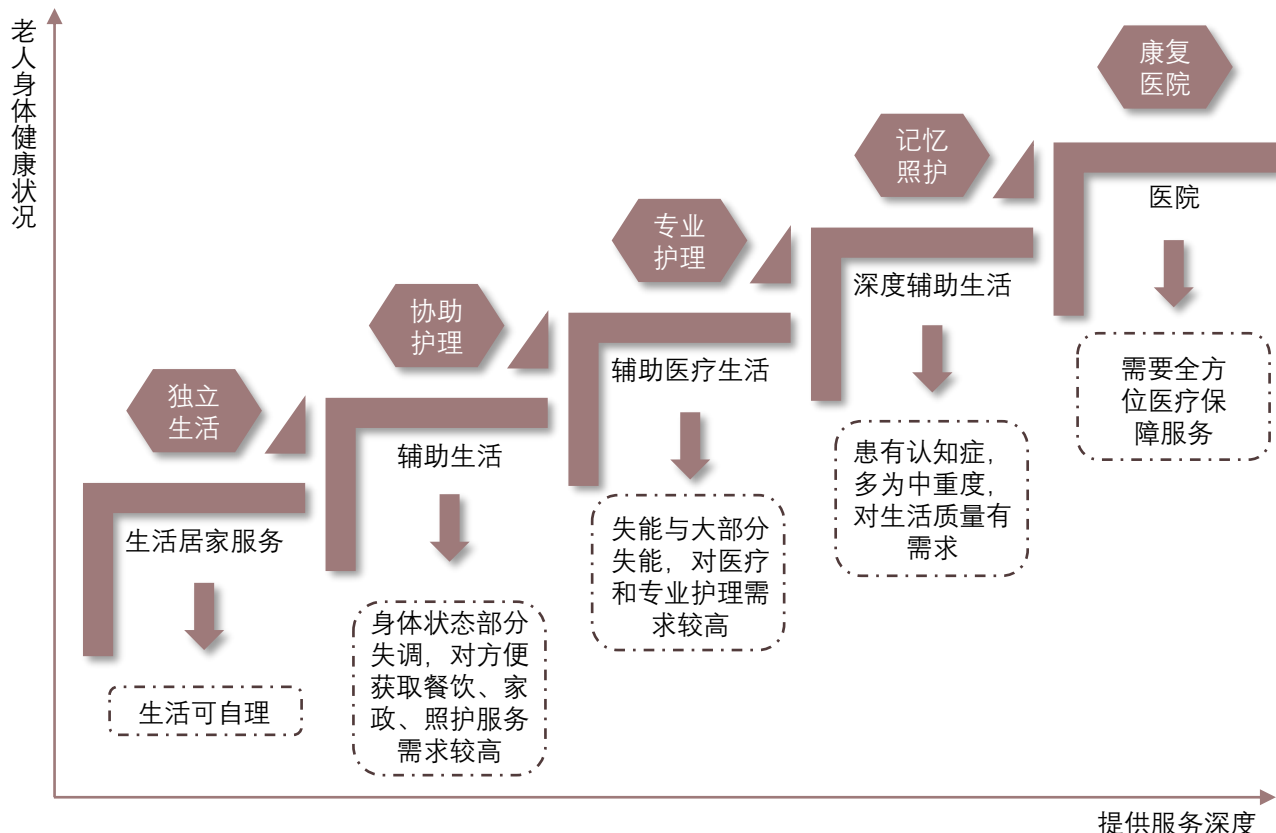 老人身体健康状况
康复
医院
医院
需要全方
位医疗保
障服务
记忆
照护
深度辅助生活
患有认知症，
多为中重度，
对生活质量有
需求
专业
护理
辅助医疗生活
失能与大部分
失能，对医疗
和专业护理需
求较高
协助
护理
辅助生活
身体状态部分
失调，对方便
获取餐饮、家
政、照护服务
需求较高
独立
生活
生活居家服务
生活可自理
提供服务深度